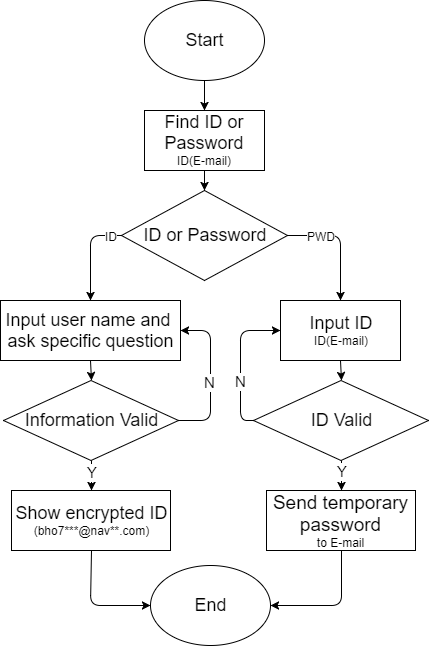 Start
Find ID or
Password
ID(E-mail)
ID or Password
ID
PWD
Input user name and
ask specific question
Input ID
ID(E-mail)
N
N
Information Valid
ID Valid
Y
Y
Show encrypted ID
(bho7***@nav**.com)
Send temporary
password
to E-mail
End